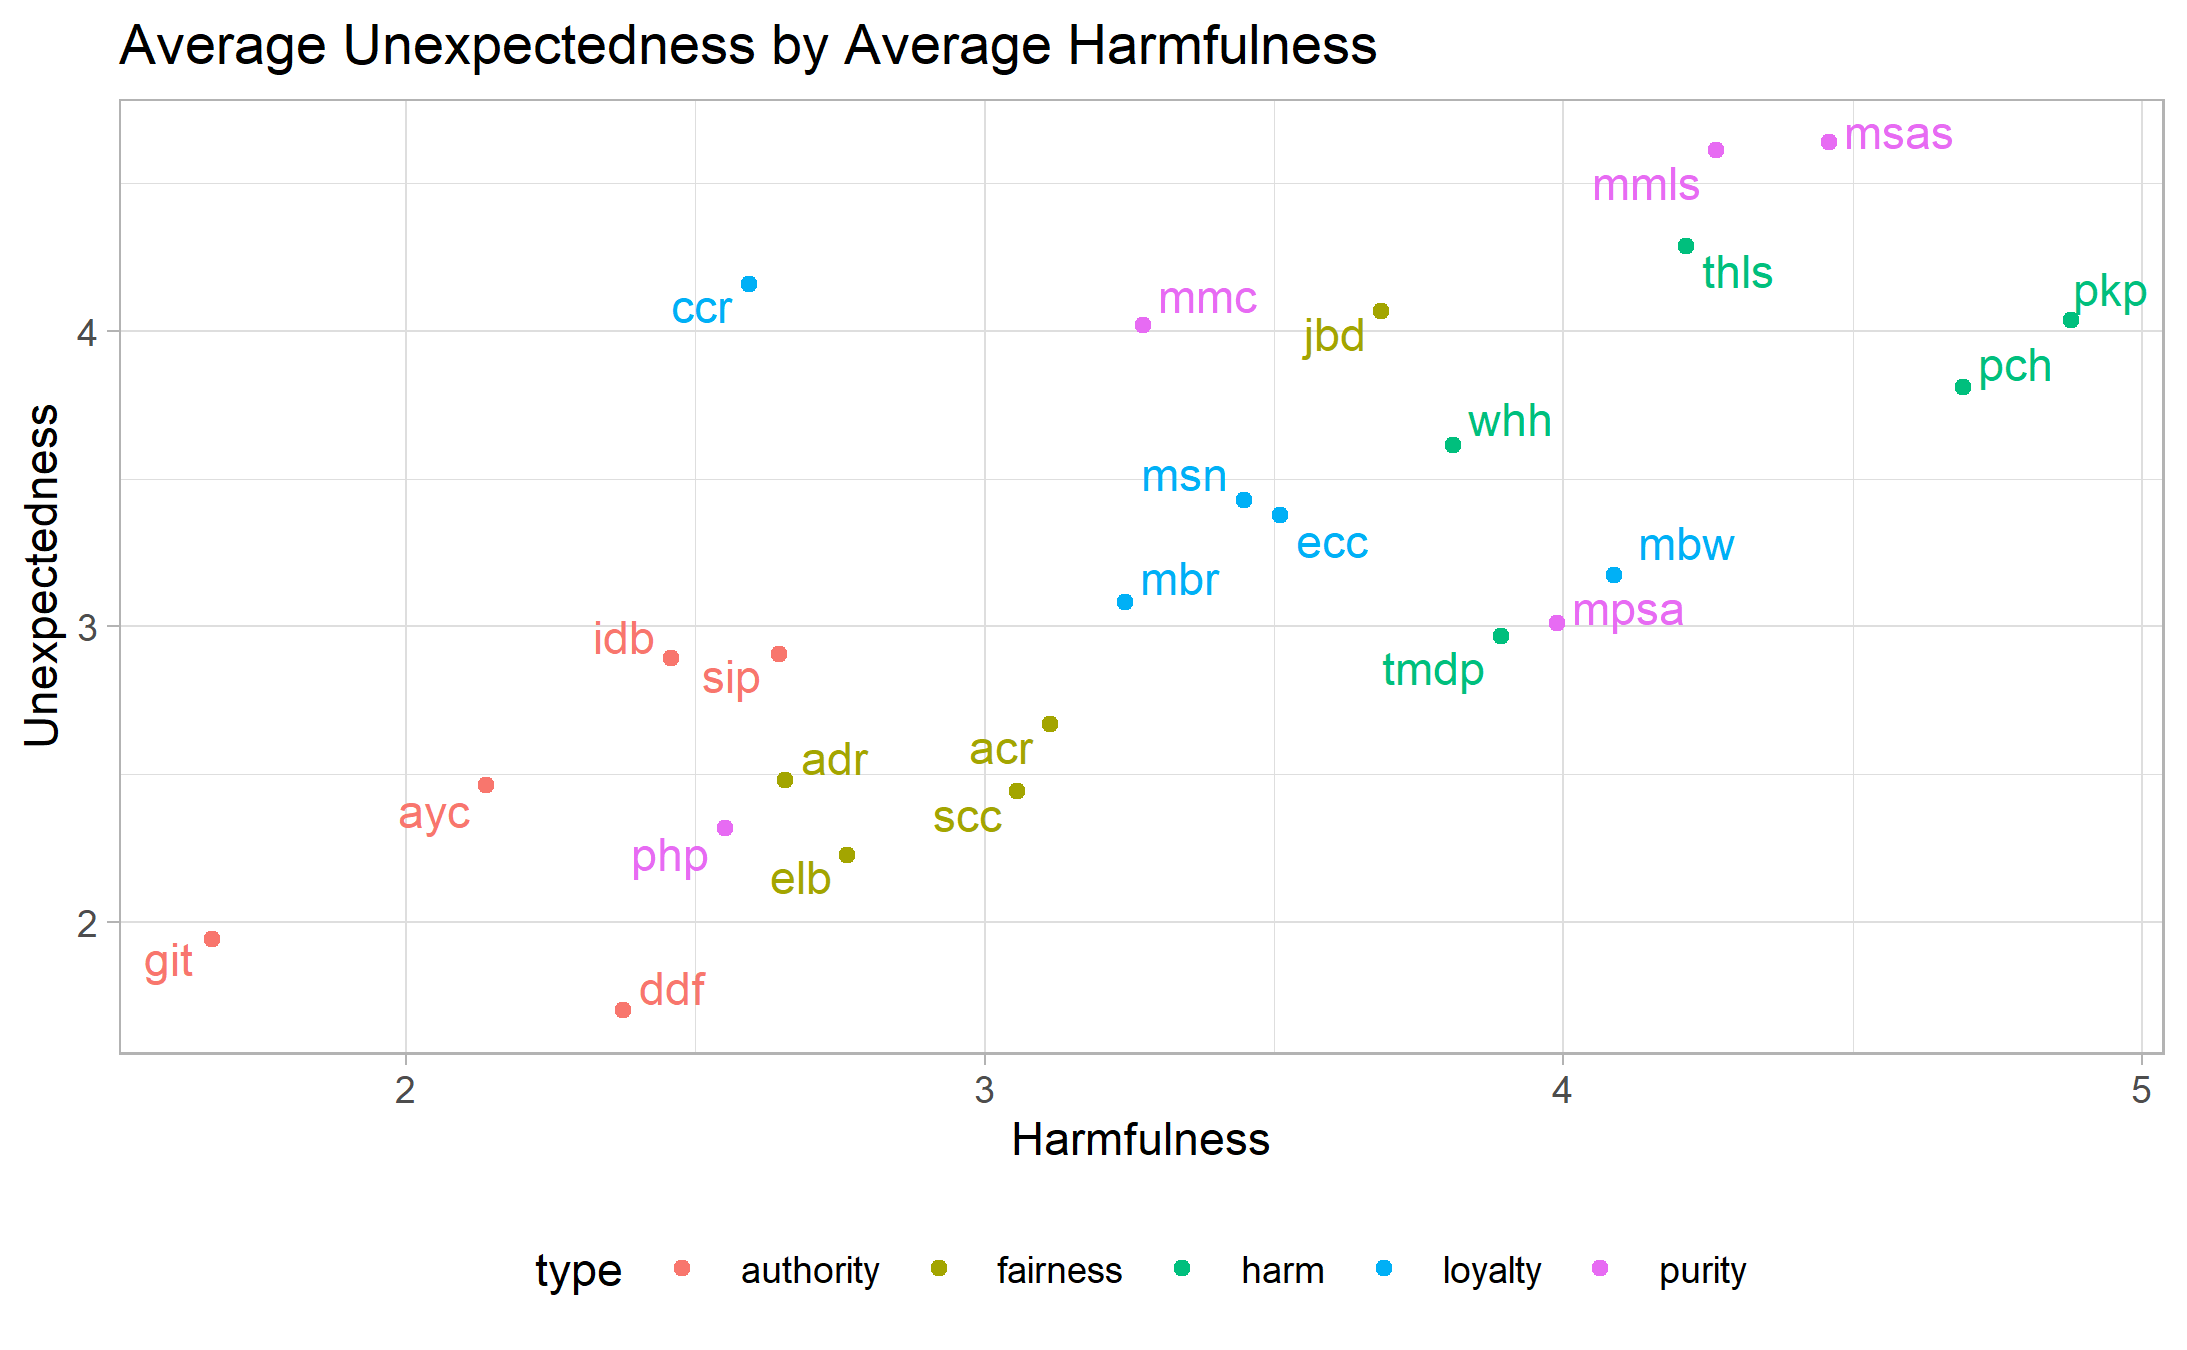 Average Unexpectedness by Average Harmfulness
msas
mmls
thls
pkp
ccr
mmc
jbd
4
pch
whh
msn
ecc
mbw
mbr
mpsa
3
idb
sip
tmdp
acr
adr
ayc
scc
php
elb
2
git
ddf
Unexpectedness
2 3 4 5
Harmfulness
type authority fairness harm loyalty purity